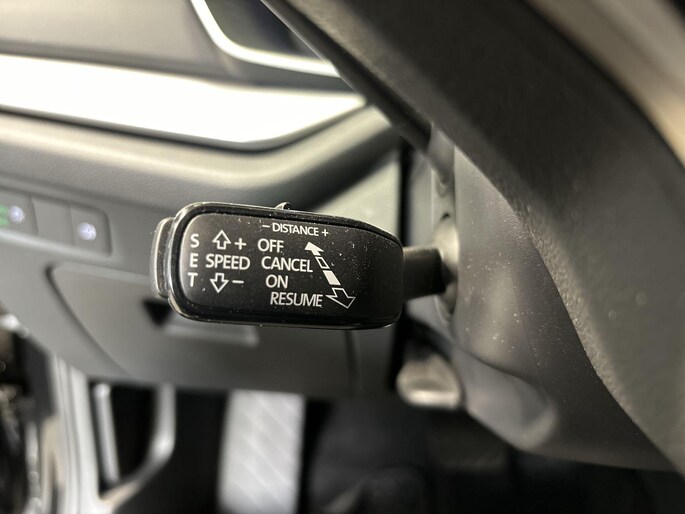 – DISTANCE +
S + OFF
E SPEED CANCEL
T – ON
RESUME